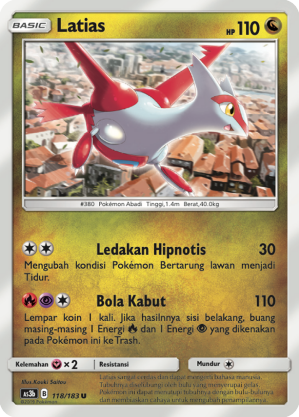 BASIC
Latias
HP 110
#380 Pokémon Abadi Tinggi,1.4m Berat,40.0kg
Ledakan Hipnotis 30
Mengubah kondisi Pokémon Bertarung lawan menjadi
Tidur.
Bola Kabut 110
Lempar koin 1 kali. Jika hasilnya sisi belakang, buang
masing-masing 1 Energi dan 1 Energi yang dikenakan
pada Pokémon ini ke Trash.
Kelemahan ×2 Resistansi Mundur
Illus.
AS3b B 118/183 U